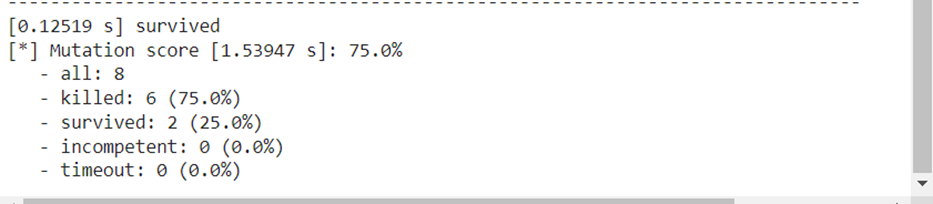 --------------------------------------------------------------------------------
[0.12519 s] survived
[*] Mutation score [1.53947 s]: 75.0%
   - all: 8
   - killed: 6 (75.0%)
   - survived: 2 (25.0%)
   - incompetent: 0 (0.0%)
   - timeout: 0 (0.0%)